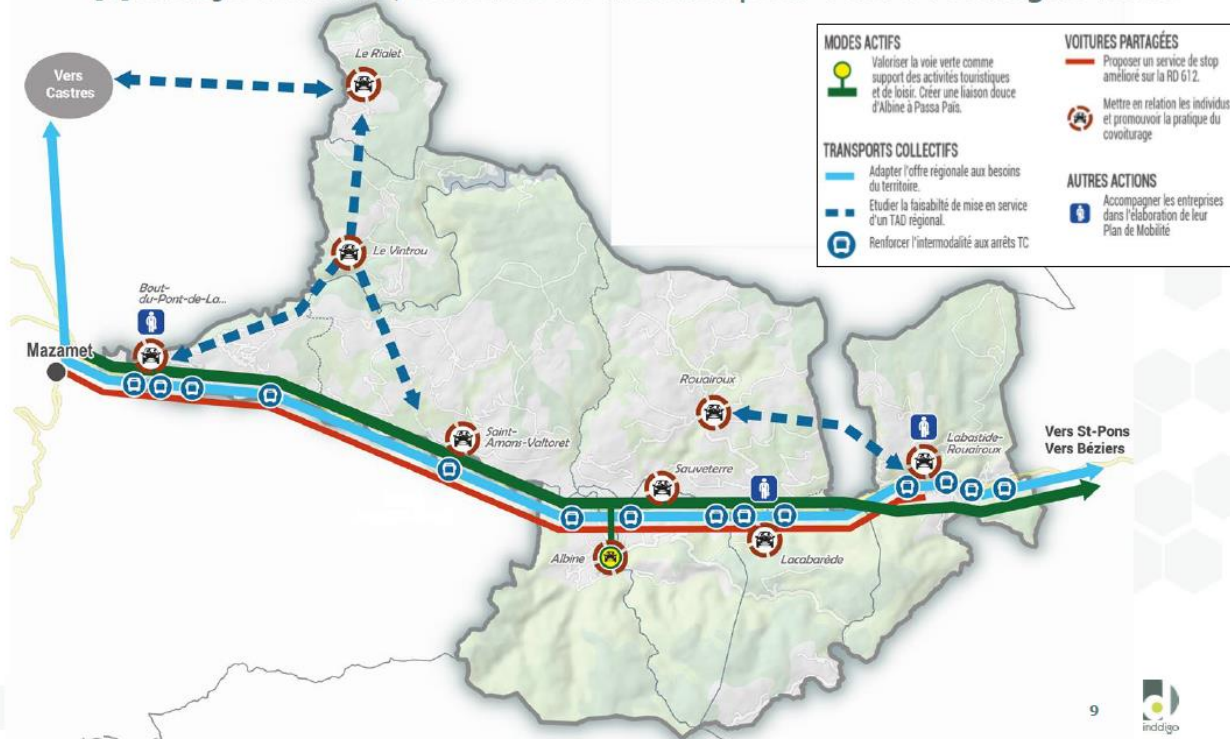 MODES ACTIFS
Valoriser la voie verte comme
support des activités touristiques
et de loisir. Créer une liaison douce
d'Albine à Passa Païs.
TRANSPORTS COLLECTIFS
Adapter l'offre régionale aux besoins
du territoire.
Etudier la faisabilté de mise en service
d'un TAD régional.
Renforcer l'intermodalité aux arrêts TC
VOITURES PARTAGÉES
Proposer un service de stop
amélioré sur la RD 612.
Mettre en relation les individus
et promouvoir la pratique du
covoiturage
AUTRES ACTIONS
Accompagner les entreprises
dans l'élaboration de leur
Plan de Mobilité
Vers
Castres
Le Rialet
Le Vintrou
Bout-
du-Pont-de-La...
Mazamet
Rouairoux
Saint-
Amans-Valtoret
Sauveterre
Labastide-
Rouairoux
Vers St-Pons
Vers Béziers
Albine
Lacabarède
9
inddigo